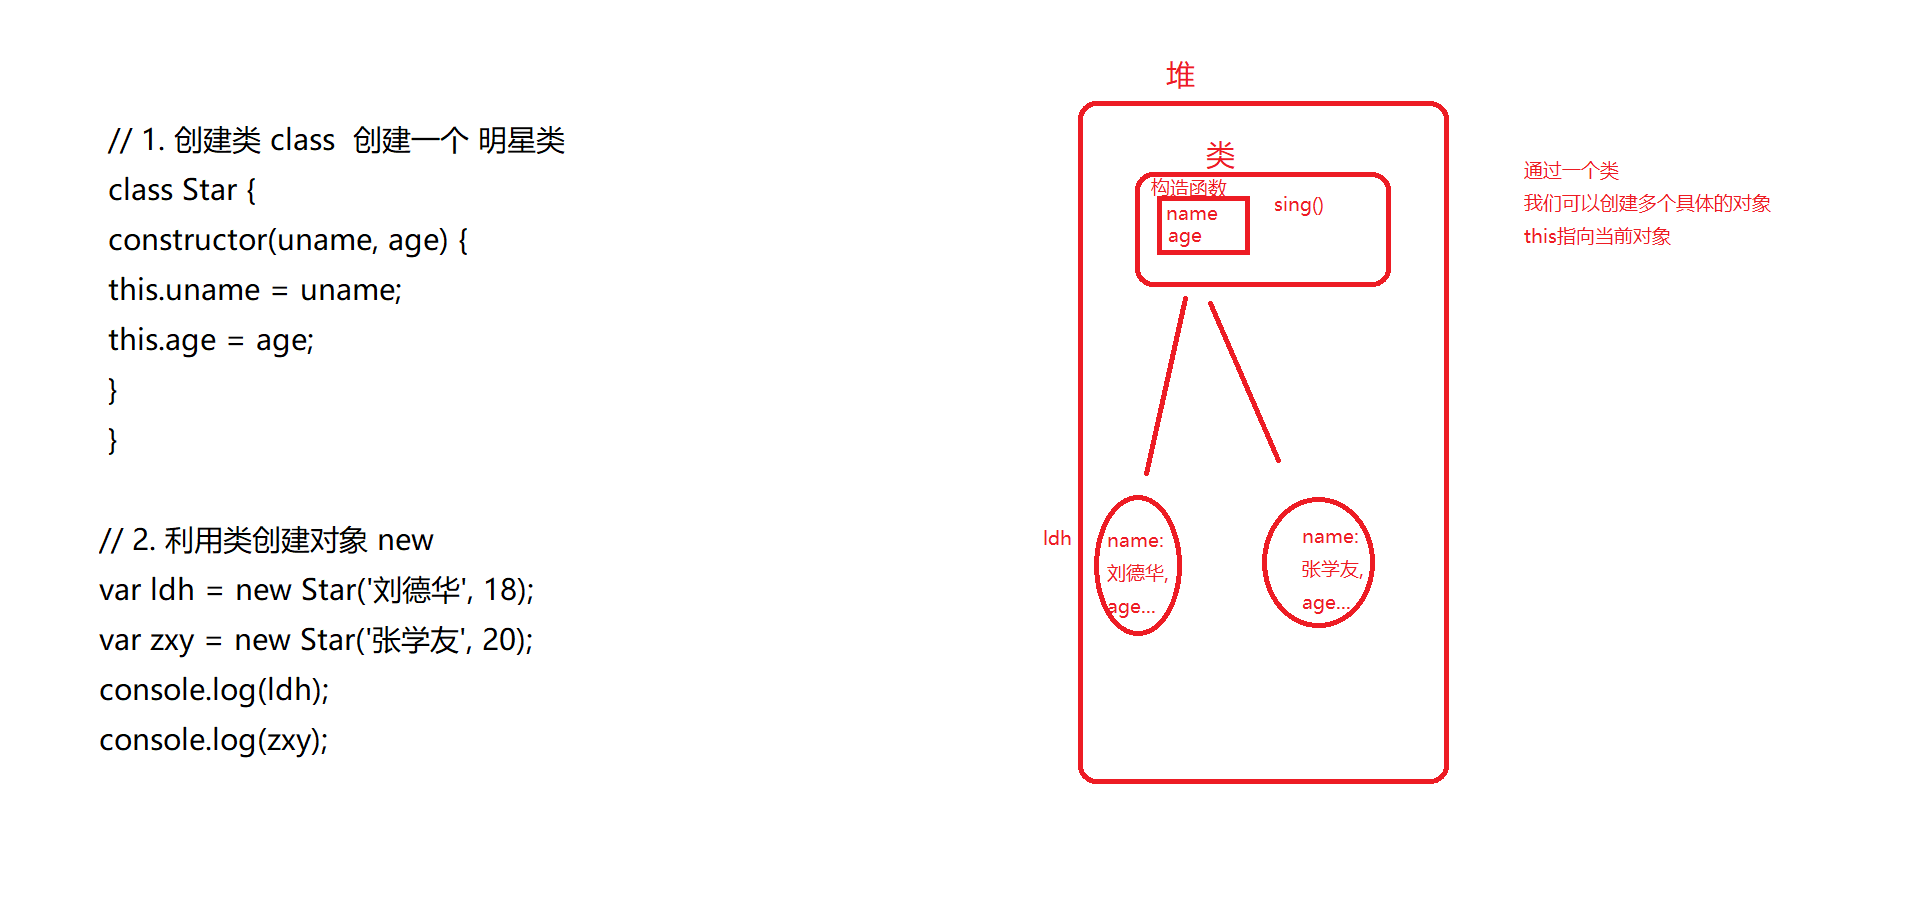 // 1. 创建类 class  创建一个 明星类
class Star {
constructor(uname, age) {
this.uname = uname;
this.age = age;
}
}
// 2. 利用类创建对象 new
var ldh = new Star('刘德华', 18);
var zxy = new Star('张学友', 20);
console.log(ldh);
console.log(zxy);
堆
类
构造函数
name
age
sing()
ldh
name:
刘德华,
age...
name:
张学友,
age...
通过一个类
我们可以创建多个具体的对象
this指向当前对象